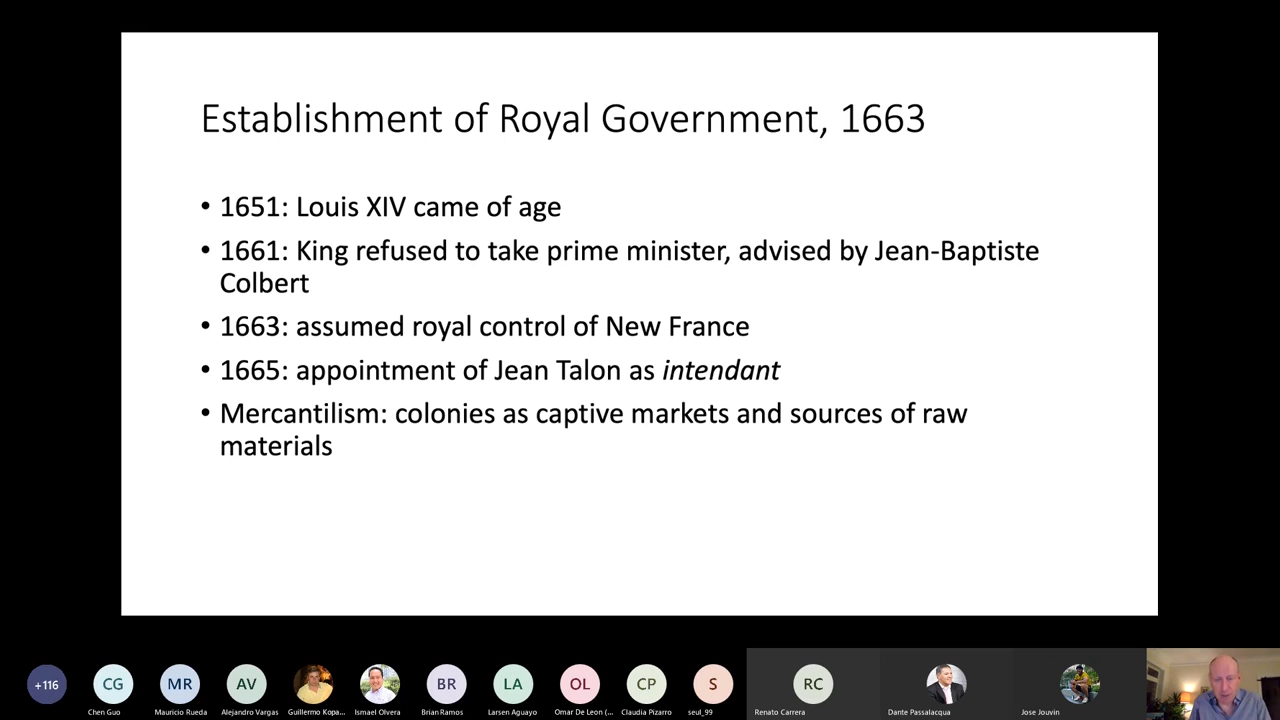 Establishment of Royal Government, 1663
• 1651: Louis XIV came of age
• 1661: King refused to take prime minister, advised by Jean-Baptiste
Colbert
• 1663: assumed royal control of New France
• 1665: appointment of Jean Talon as intendant
• Mercantilism: colonies as captive markets and sources of raw
materials
+116
CG
MR
AV
BR
LA
OL
CP
S
RC
Chen Guo
Mauricio Rueda
Alejandro Vargas
Guillermo Kopa...
Ismael Olvera
Brian Ramos
Larsen Aguayo
Omar De Leon (...
Claudia Pizarro
seul_99
Renato Carrera
Dante Passalacqua
Jose Jouvin